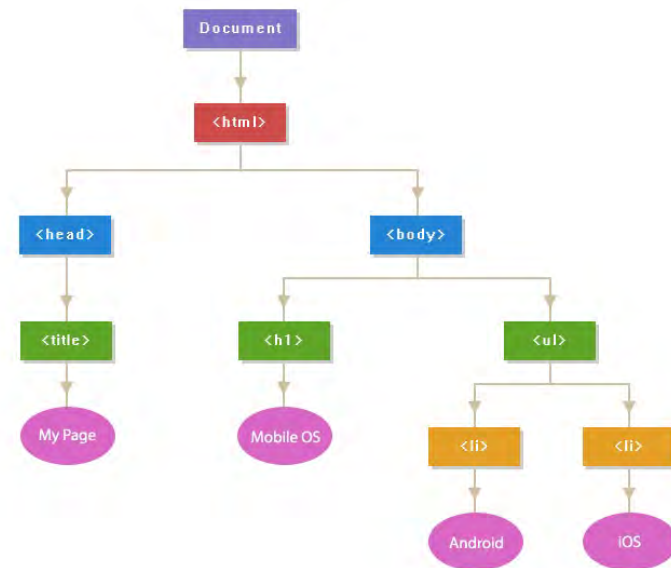 Document
<html>
<head>
<body>
<title>
<h1>
<ul>
My Page
Mobile OS
<li>
<li>
Android
iOS